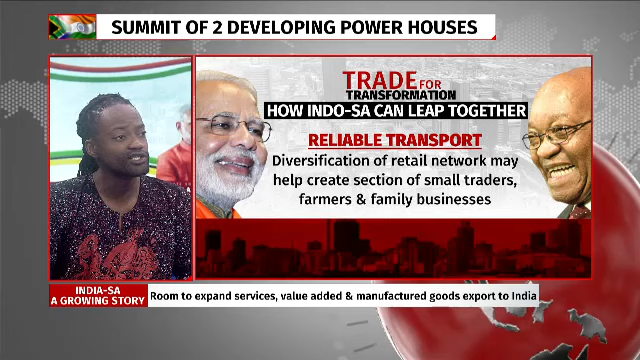 SUMMIT OF 2 DEVELOPING POWER HOUSES
TRADE FOR
TRANSFORMATION
HOW INDO-SA CAN LEAP TOGETHER
RELIABLE TRANSPORT
Diversification of retail network may
help create section of small traders,
farmers & family businesses
INDIA-SA
A GROWING STORY
Room to expand services, value added & manufactured goods export to India